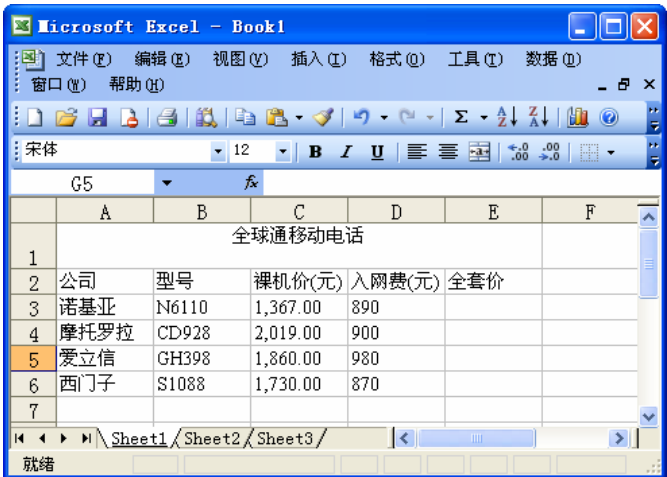 Microsoft Excel - Book1
文件(F) 编辑(E) 视图(V) 插入(I) 格式(O) 工具(T) 数据(D)
窗口(W) 帮助(H)
宋体 12 B I U
G5 fx
A B C D E F
1 全球通移动电话
2 公司 型号 裸机价(元) 入网费(元) 全套价
3 诺基亚 N6110 1,367.00 890
4 摩托罗拉 CD928 2,019.00 900
5 爱立信 GH398 1,860.00 980
6 西门子 S1088 1,730.00 870
7
Sheet1 Sheet2 Sheet3
就绪